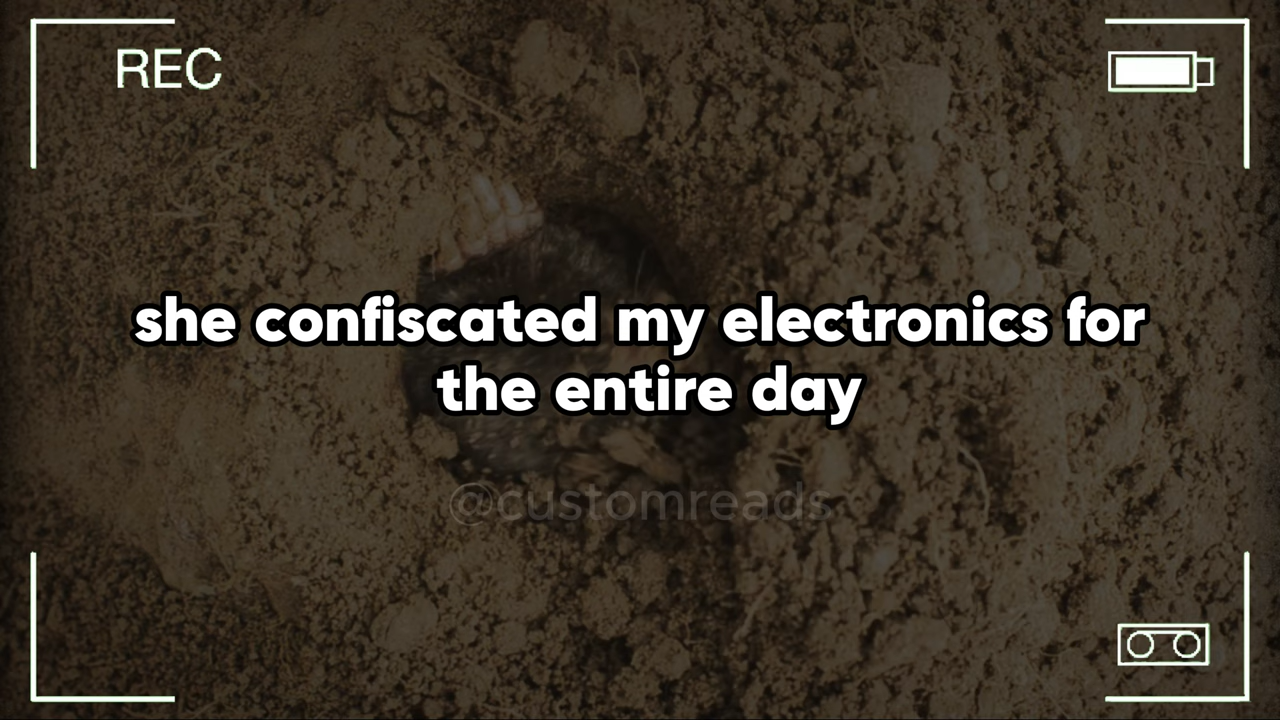 REC
she confiscated my electronics for
the entire day
@customreads